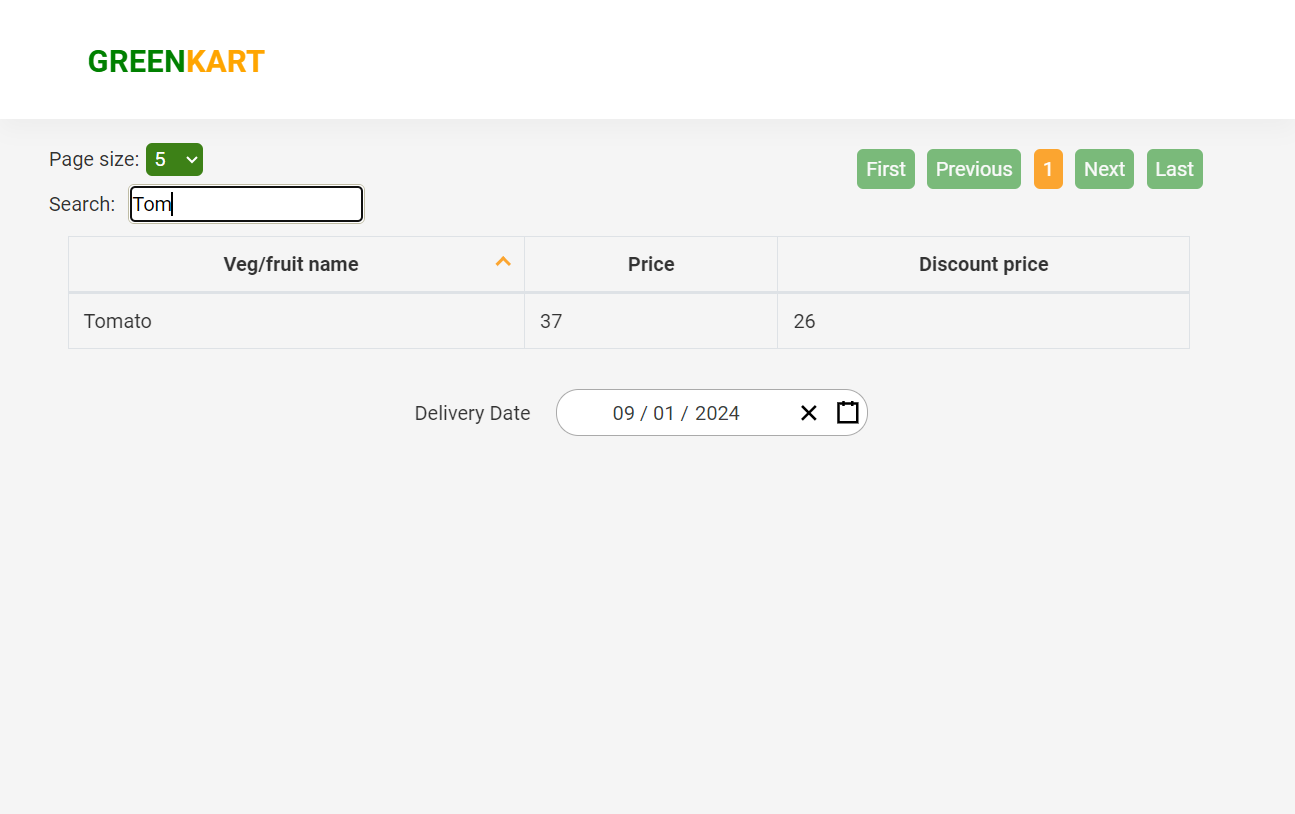 GREENKART
Page size: 5
First Previous 1 Next Last
Search: Tom
Veg/fruit name Price Discount price
Tomato 37 26
Delivery Date 09 / 01 / 2024